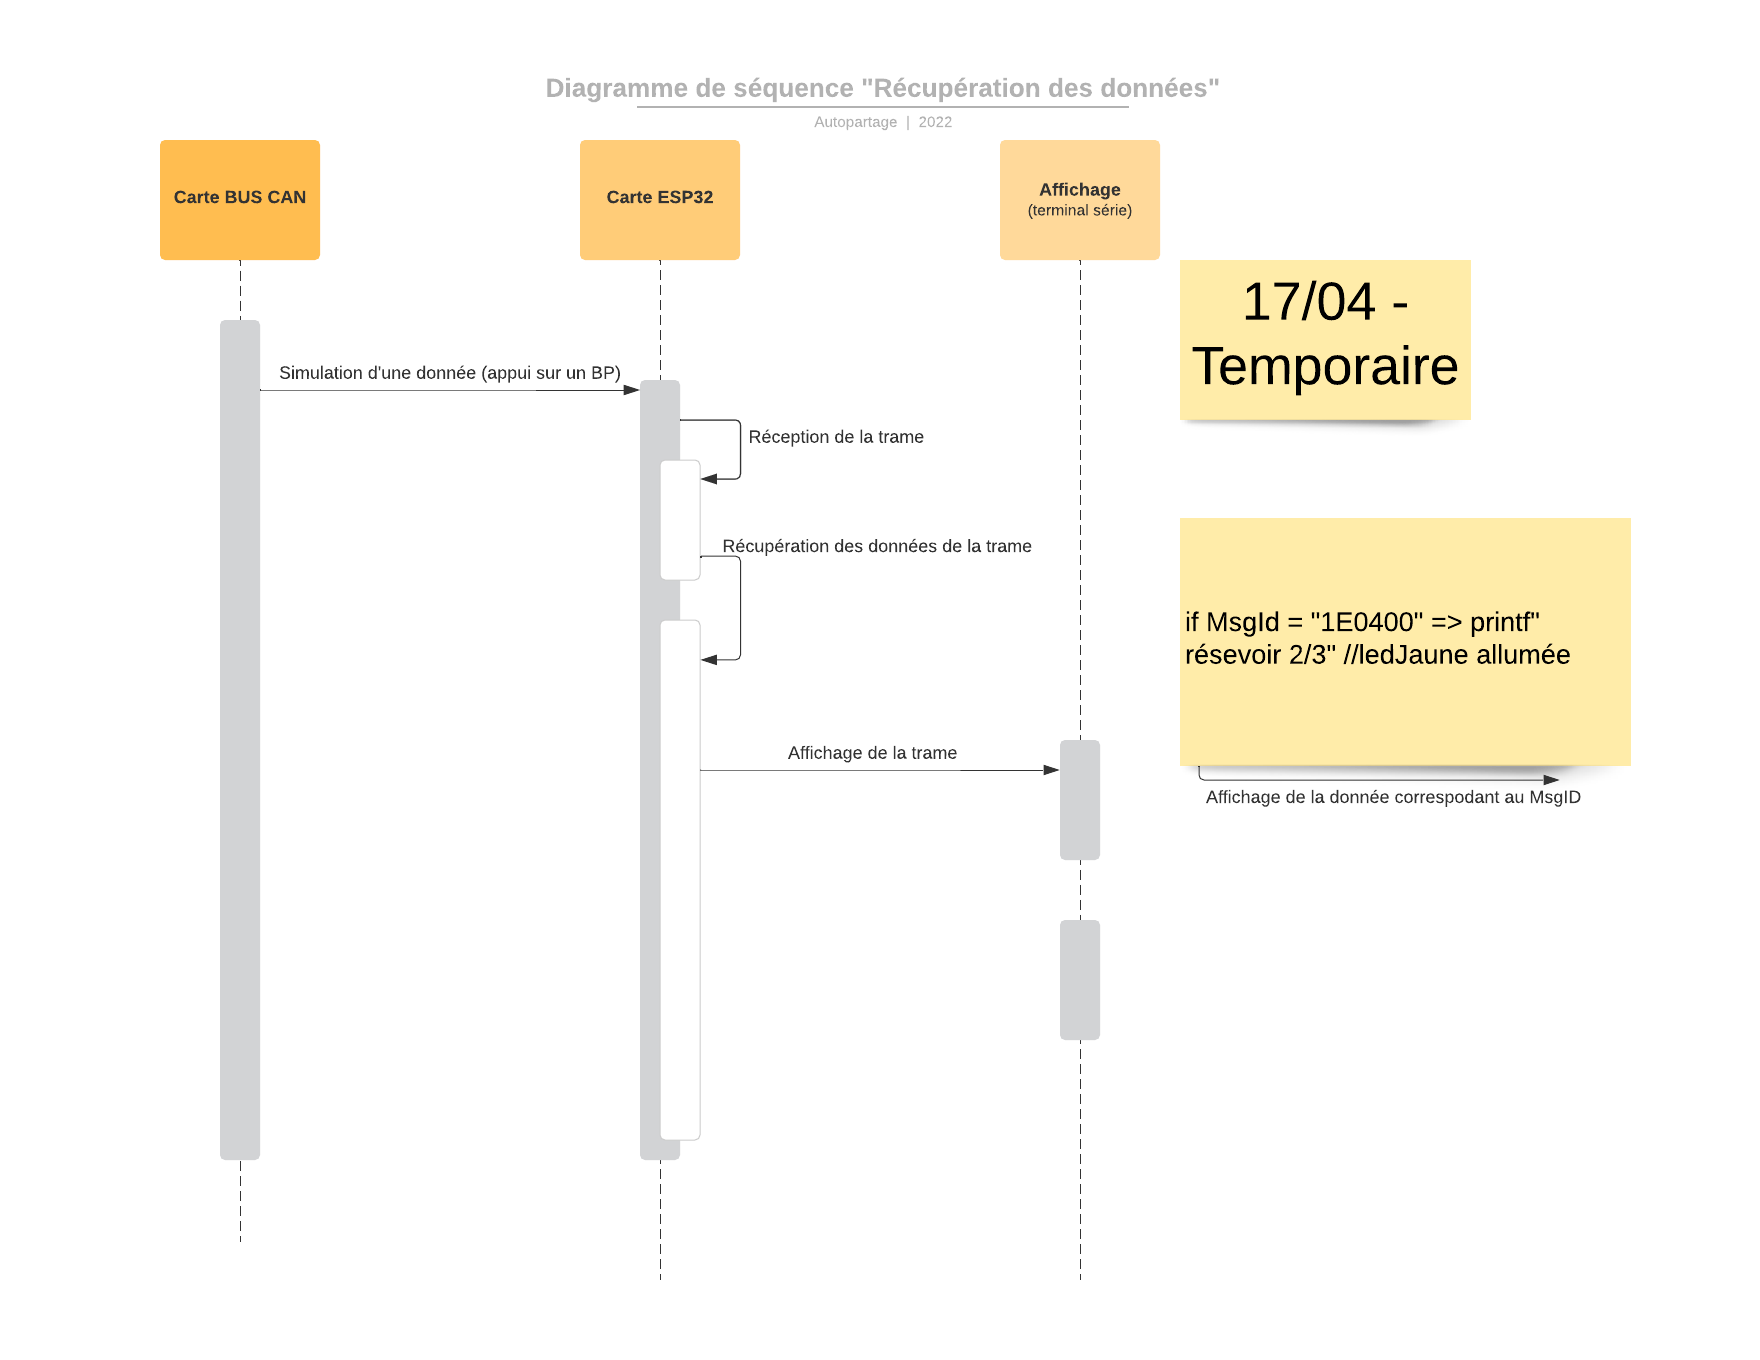 Diagramme de séquence "Récupération des données"
Autopartage | 2022
Carte BUS CAN
Carte ESP32
Affichage
(terminal série)
17/04 -
Temporaire
Simulation d'une donnée (appui sur un BP)
Réception de la trame
Récupération des données de la trame
if MsgId = "1E0400" => printf"
résevoir 2/3" //ledJaune allumée
Affichage de la trame
Affichage de la donnée correspodant au MsgID